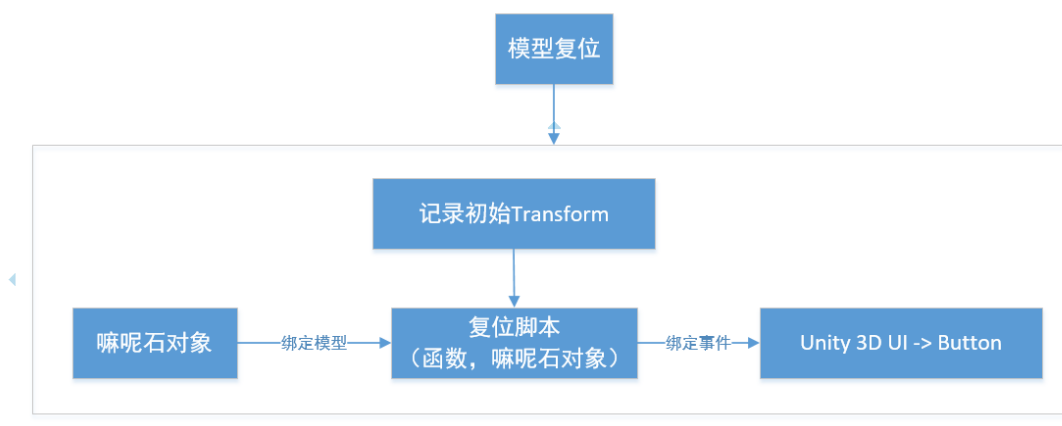 模型复位
记录初始Transform
嘛呢石对象
绑定模型
复位脚本
（函数，嘛呢石对象）
绑定事件
Unity 3D UI -> Button